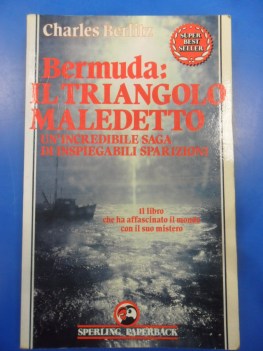 Charles Berlitz
SUPER
BEST
SELLER
Bermuda:
IL TRIANGOLO
MALEDETTO
UN'INCREDIBILE SAGA
DI INSPIEGABILI SPARIZIONI
il libro
che ha affascinato il mondo
con il suo mistero
SPERLING PAPERBACK